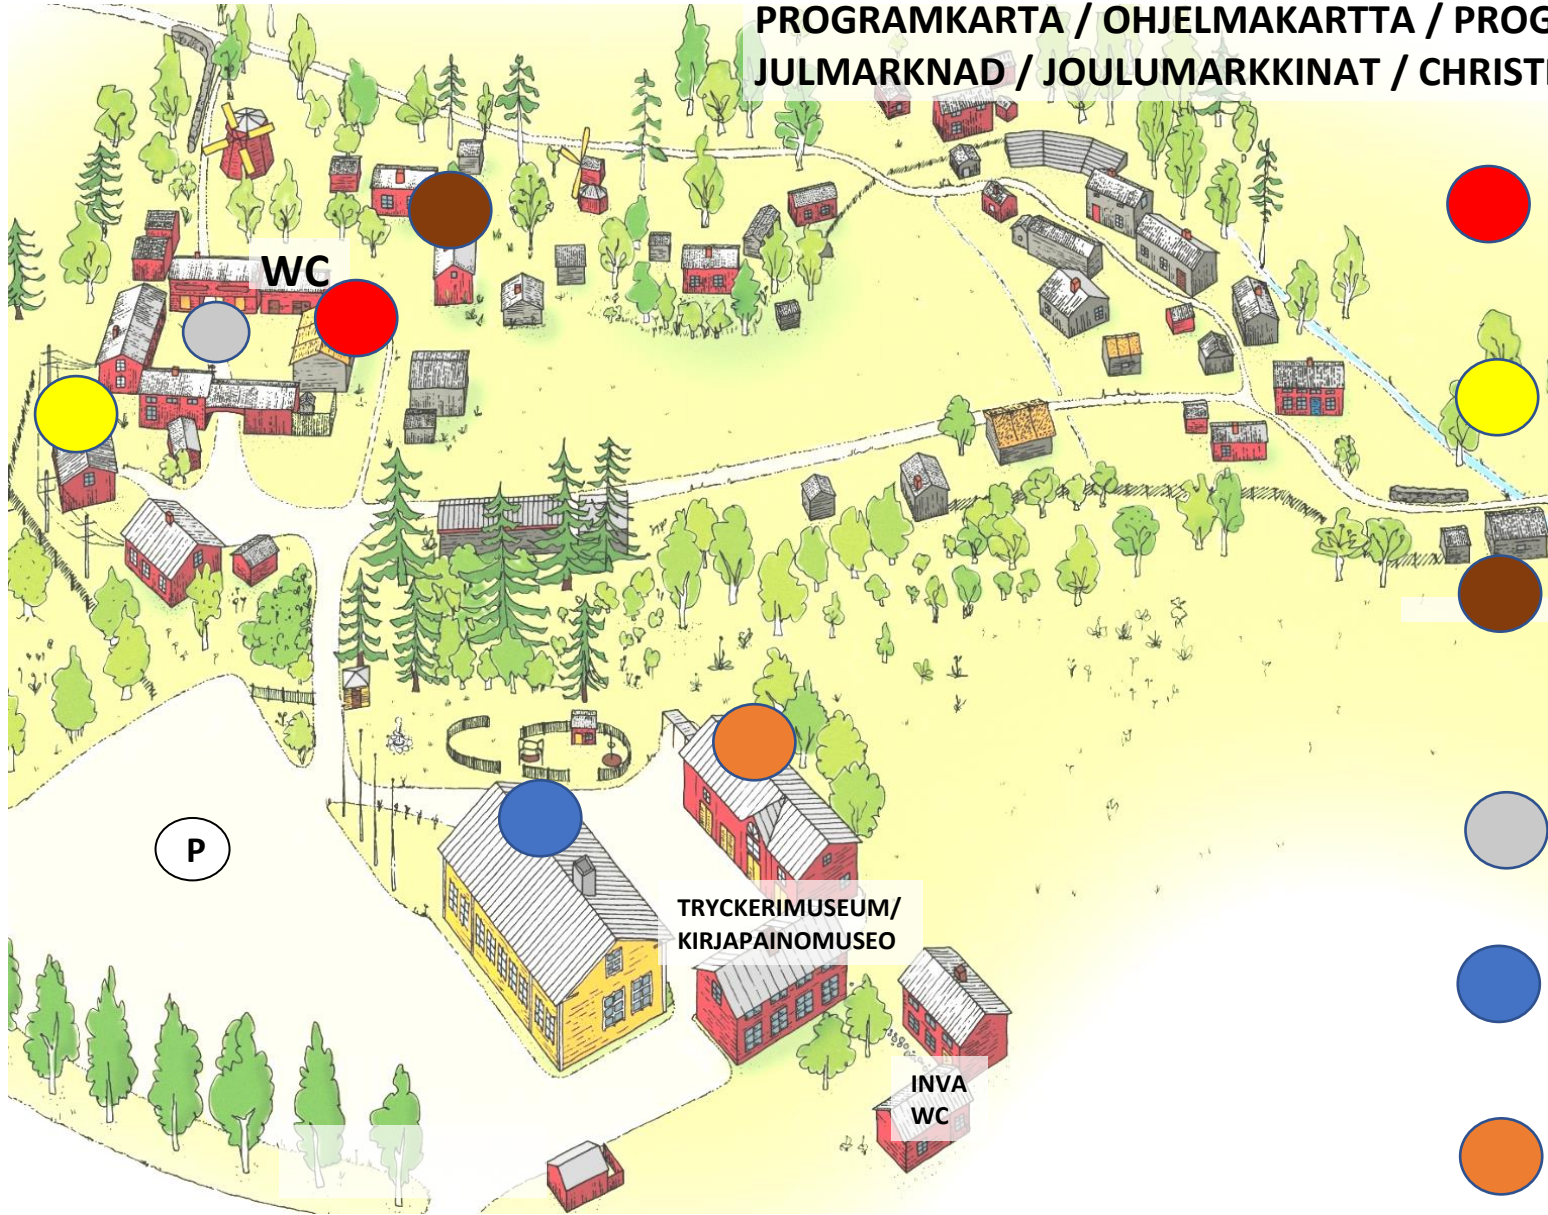 PROGRAMKARTA / OHJELMAKARTTA / PROG
JULMARKNAD / JOULUMARKKINAT / CHRIST
WC
P
TRYCKERIMUSEUM/
KIRJAPAINOMUSEO
INVA
WC